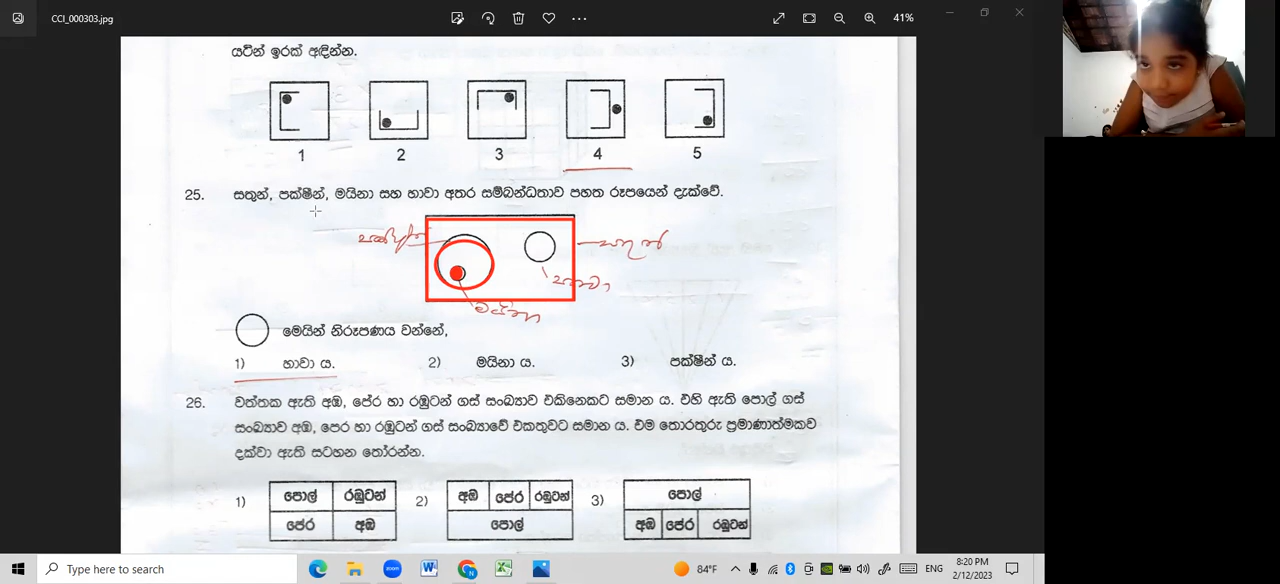 CCI_000303.jpg
41%
යටින් ඉරක් අඳින්න.
1 2 3 4 5
25. සතුන්, පක්ෂීන්, මයිනා සහ හාවා අතර සම්බන්ධතාව පහත රූපයෙන් දැක්වේ.
පක්ෂීන්
සතුන්
හාවා
මයිනා
මෙයින් නිරූපණය වන්නේ,
1) හාවා ය. 2) මයිනා ය. 3) පක්ෂීන් ය.
26. වත්තක ඇති අඹ, පේර හා රඹුටන් ගස් සංඛ්‍යාව එකිනෙකට සමාන ය. එහි ඇති පොල් ගස්
සංඛ්‍යාව අඹ, පෙර හා රඹුටන් ගස් සංඛ්‍යාවේ එකතුවට සමාන ය. එම තොරතුරු ප්‍රමාණාත්මකව
දක්වා ඇති සටහන තෝරන්න.
1) පොල් රඹුටන් 2) අඹ පේර රඹුටන් 3) පොල්
පේර අඹ පොල් අඹ පේර රඹුටන්
Type here to search
84°F
ENG
8:20 PM
2/12/2023